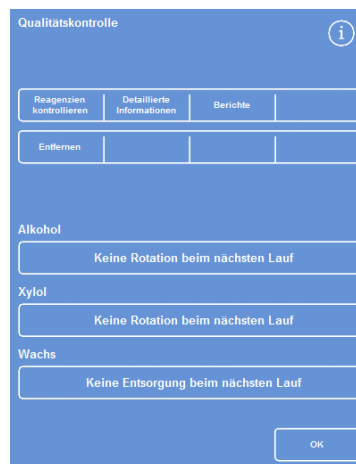 Qualitätskontrolle
i
Reagenzien
kontrollieren
Detaillierte
Informationen
Berichte
Entfernen
Alkohol
Keine Rotation beim nächsten Lauf
Xylol
Keine Rotation beim nächsten Lauf
Wachs
Keine Entsorgung beim nächsten Lauf
OK